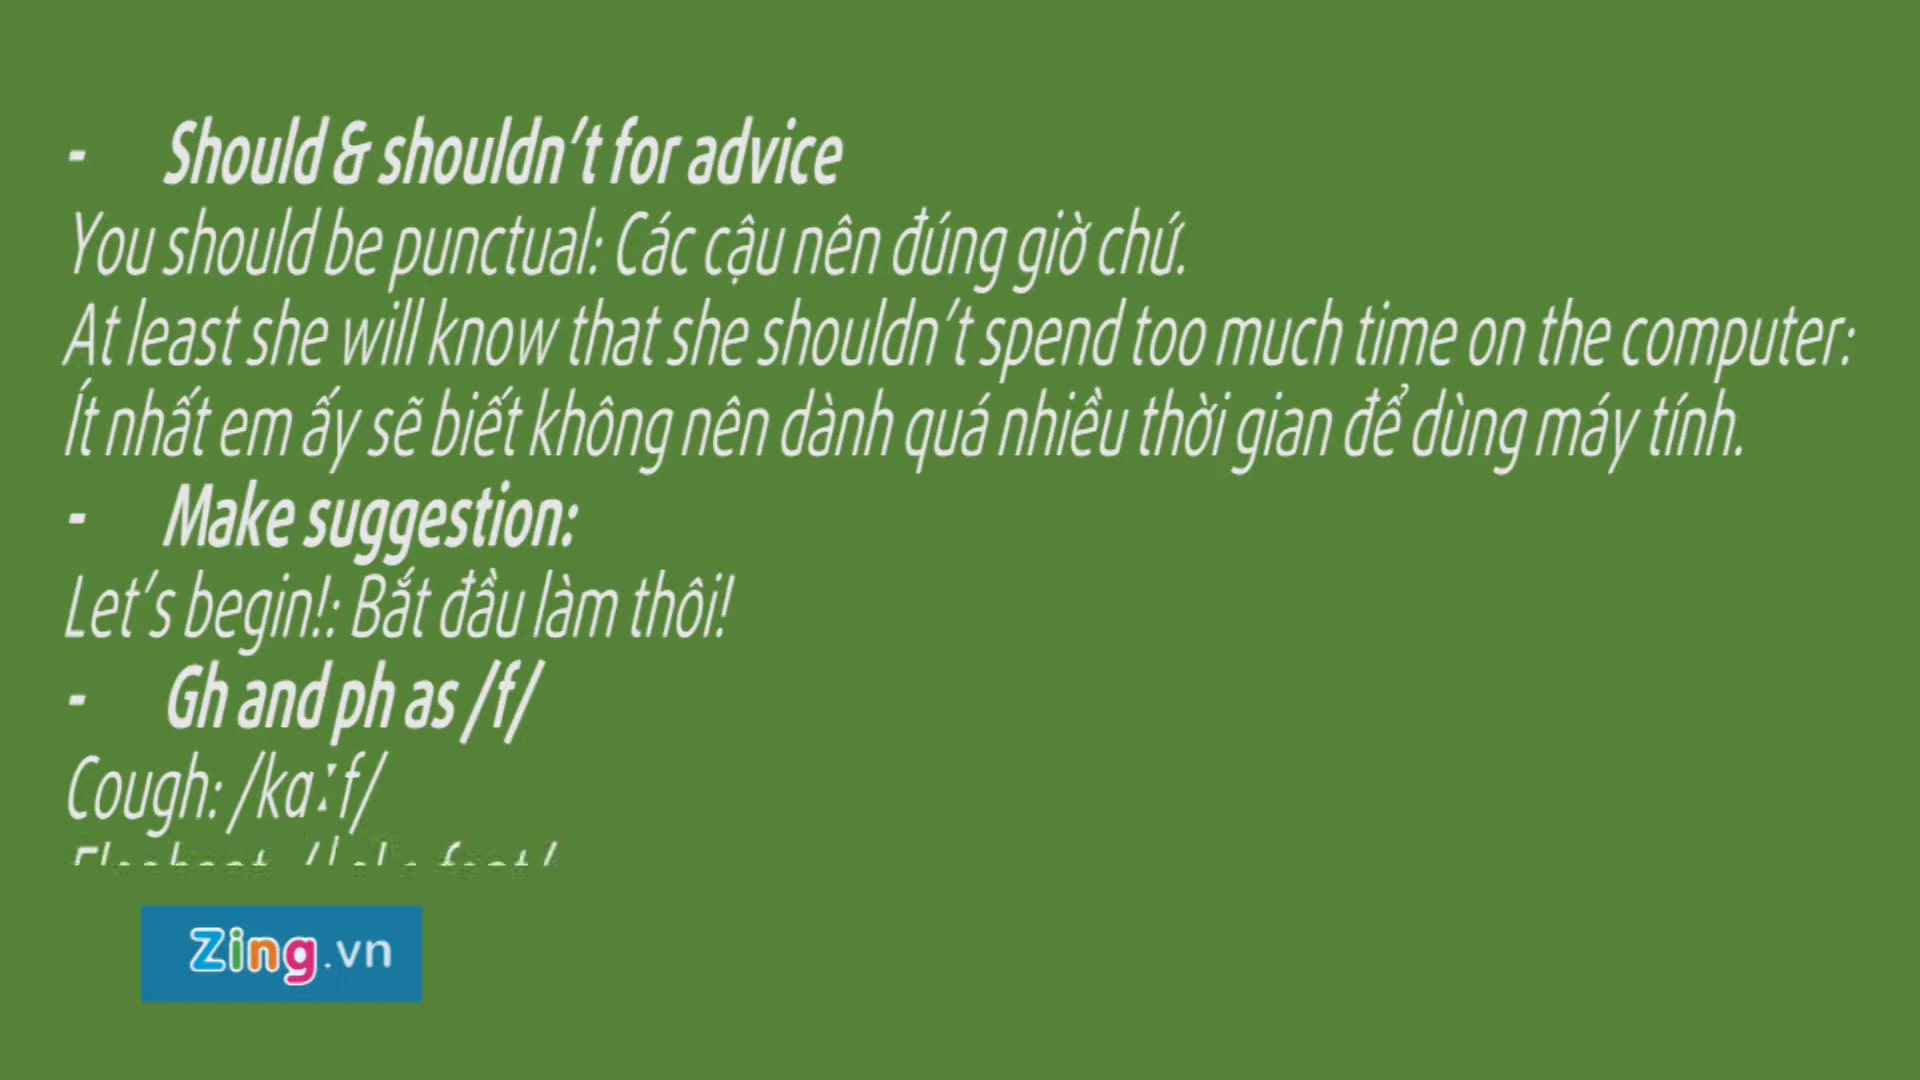 - Should & shouldn't for advice
You should be punctual: Các cậu nên đúng giờ chứ.
At least she will know that she shouldn't spend too much time on the computer:
Ít nhất em ấy sẽ biết không nên dành quá nhiều thời gian để dùng máy tính.
- Make suggestion:
Let's begin!: Bắt đầu làm thôi!
- Gh and ph as /f/
Cough: /kɑːf/
Zing.vn